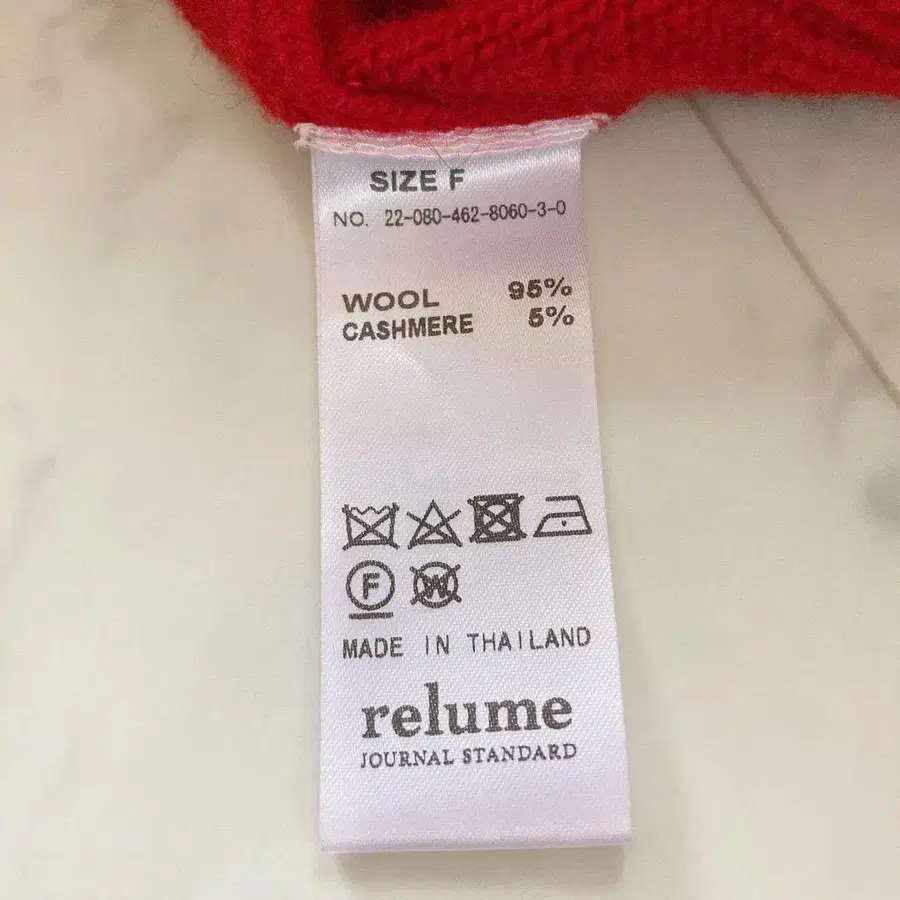 SIZE F
NO. 22-080-462-8060-3-0
WOOL 95%
CASHMERE 5%
F W
MADE IN THAILAND
relume
JOURNAL STANDARD